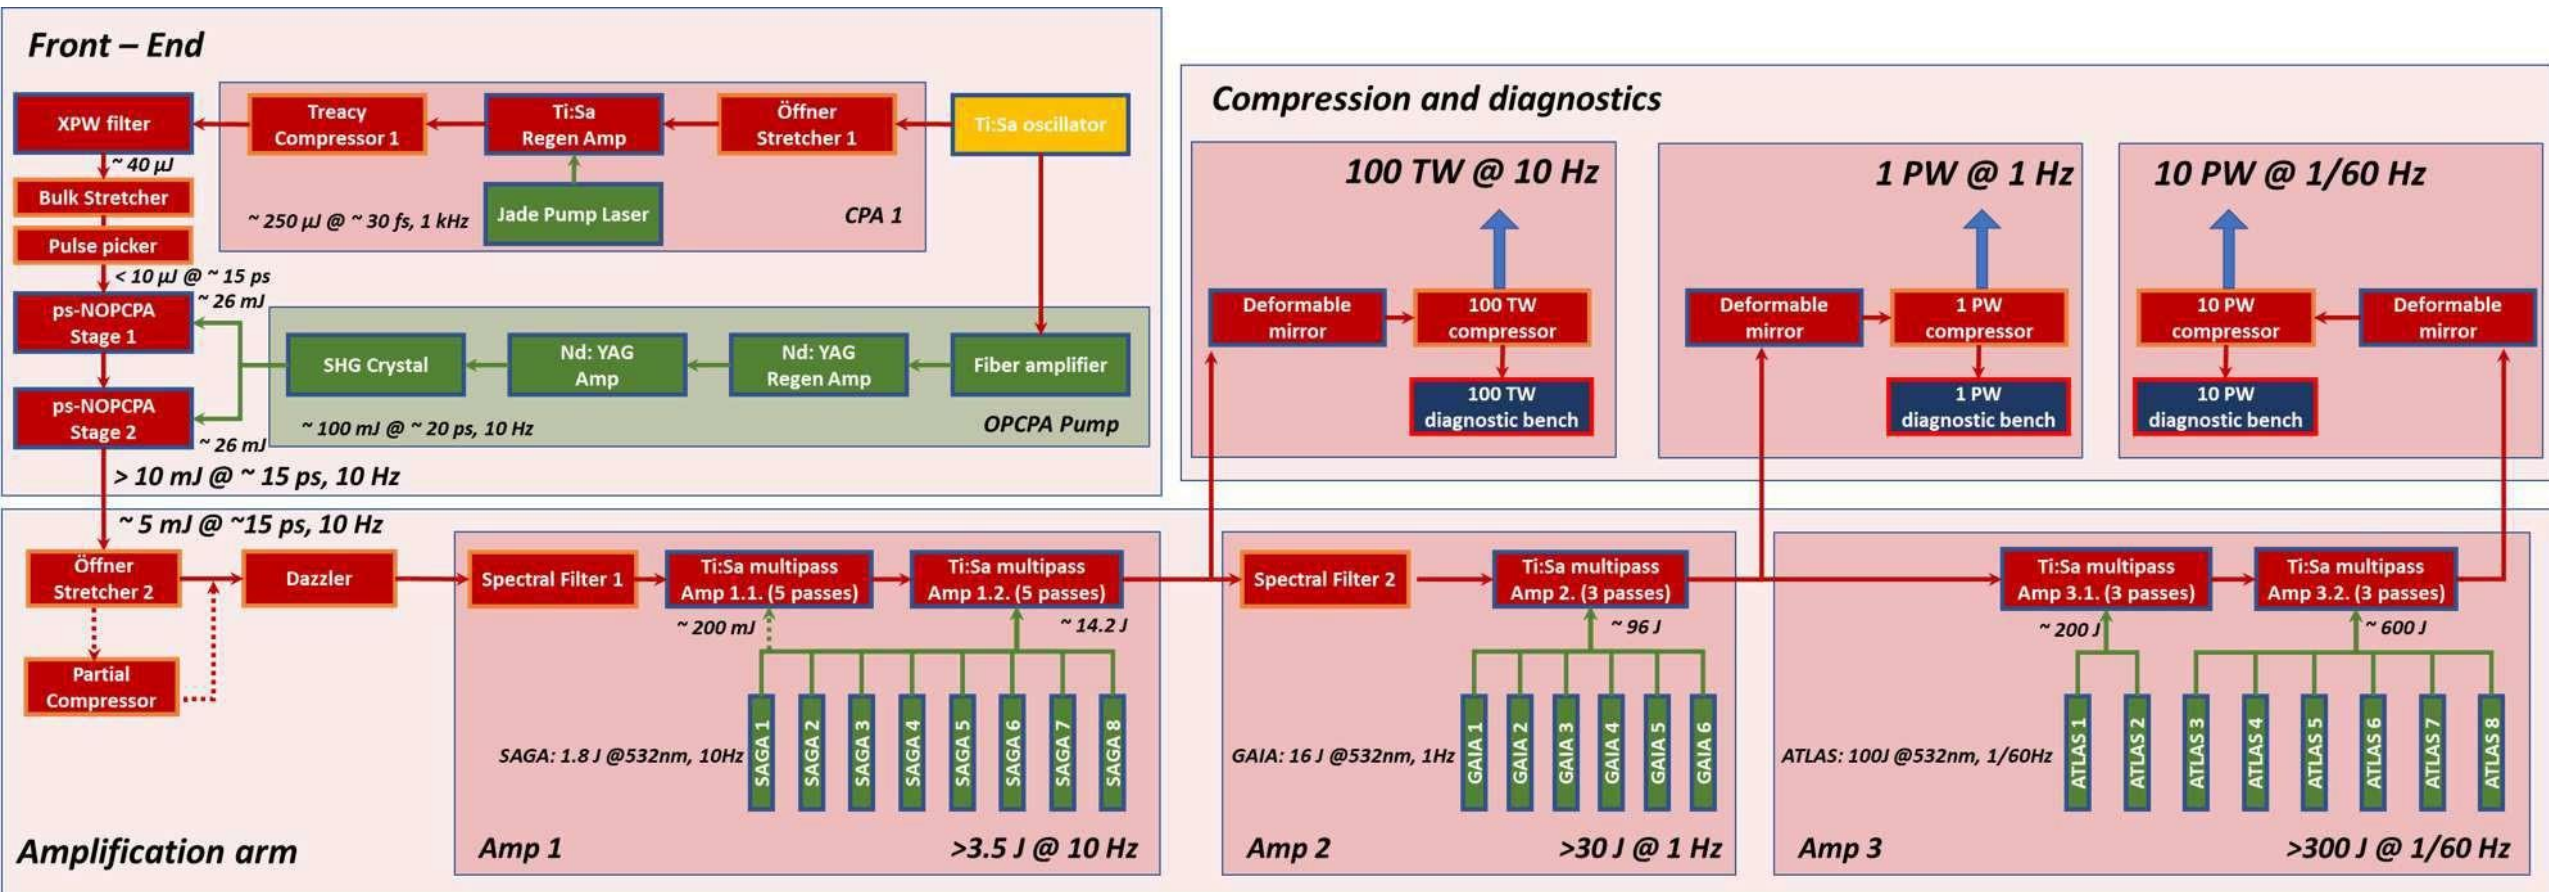 Front – End
XPW filter
Treacy
Compressor 1
Ti:Sa
Regen Amp
Öffner
Stretcher 1
Ti:Sa oscillator
~ 40 µJ
Bulk Stretcher
Jade Pump Laser
~ 250 µJ @ ~ 30 fs, 1 kHz
CPA 1
Pulse picker
< 10 µJ @ ~ 15 ps
~ 26 mJ
ps-NOPCPA
Stage 1
SHG Crystal
Nd: YAG
Amp
Nd: YAG
Regen Amp
Fiber amplifier
ps-NOPCPA
Stage 2
~ 26 mJ
~ 100 mJ @ ~ 20 ps, 10 Hz
OPCPA Pump
> 10 mJ @ ~ 15 ps, 10 Hz
Compression and diagnostics
100 TW @ 10 Hz
Deformable
mirror
100 TW
compressor
100 TW
diagnostic bench
1 PW @ 1 Hz
Deformable
mirror
1 PW
compressor
1 PW
diagnostic bench
10 PW @ 1/60 Hz
10 PW
compressor
Deformable
mirror
10 PW
diagnostic bench
~ 5 mJ @ ~15 ps, 10 Hz
Öffner
Stretcher 2
Dazzler
Partial
Compressor
Amplification arm
Spectral Filter 1
Ti:Sa multipass
Amp 1.1. (5 passes)
Ti:Sa multipass
Amp 1.2. (5 passes)
~ 200 mJ
~ 14.2 J
SAGA: 1.8 J @532nm, 10Hz
SAGA 1
SAGA 2
SAGA 3
SAGA 4
SAGA 5
SAGA 6
SAGA 7
SAGA 8
Amp 1
>3.5 J @ 10 Hz
Spectral Filter 2
Ti:Sa multipass
Amp 2. (3 passes)
~ 96 J
GAIA: 16 J @532nm, 1Hz
GAIA 1
GAIA 2
GAIA 3
GAIA 4
GAIA 5
GAIA 6
Amp 2
>30 J @ 1 Hz
Ti:Sa multipass
Amp 3.1. (3 passes)
Ti:Sa multipass
Amp 3.2. (3 passes)
~ 200 J
~ 600 J
ATLAS: 100J @532nm, 1/60Hz
ATLAS 1
ATLAS 2
ATLAS 3
ATLAS 4
ATLAS 5
ATLAS 6
ATLAS 7
ATLAS 8
Amp 3
>300 J @ 1/60 Hz